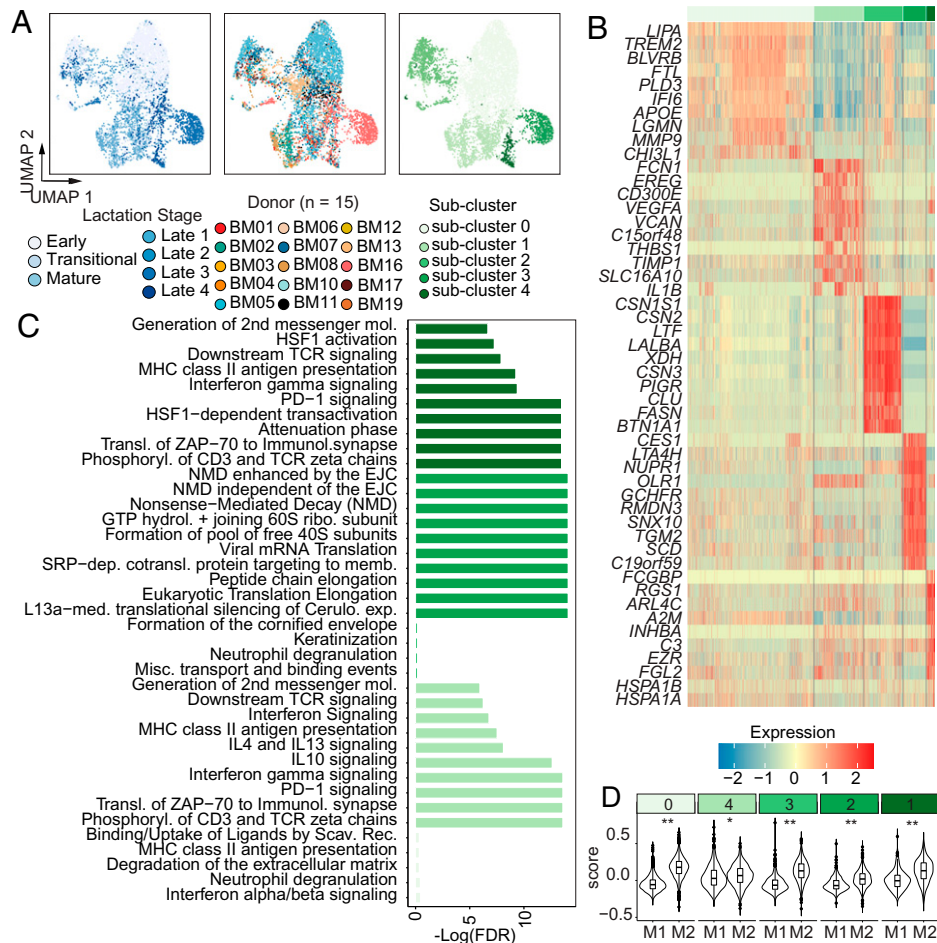 A
UMAP 2
UMAP 1
Lactation Stage
Early
Transitional
Mature
Late 1
Late 2
Late 3
Late 4
Donor (n = 15)
BM01
BM02
BM03
BM04
BM05
BM06
BM07
BM08
BM10
BM11
BM12
BM13
BM16
BM17
BM19
Sub-cluster
sub-cluster 0
sub-cluster 1
sub-cluster 2
sub-cluster 3
sub-cluster 4
B
LIPA
TREM2
BLVRB
FTL
PLD3
IFI6
APOE
LGMN
MMP9
CHI3L1
FCN1
EREG
CD300E
VEGFA
VCAN
C15orf48
THBS1
TIMP1
SLC16A10
IL1B
CSN1S1
CSN2
LTF
LALBA
XDH
CSN3
PIGR
CLU
FASN
BTN1A1
CES1
LTA4H
NUPR1
OLR1
GCHFR
RMDN3
SNX10
TGM2
SCD
C19orf59
FCGBP
RGS1
ARL4C
A2M
INHBA
C3
EZR
FGL2
HSPA1B
HSPA1A
Expression
−2 −1 0 1 2
C
Generation of 2nd messenger mol.
HSF1 activation
Downstream TCR signaling
MHC class II antigen presentation
Interferon gamma signaling
PD−1 signaling
HSF1−dependent transactivation
Attenuation phase
Transl. of ZAP−70 to Immunol.synapse
Phosphoryl. of CD3 and TCR zeta chains
NMD enhanced by the EJC
NMD independent of the EJC
Nonsense−Mediated Decay (NMD)
GTP hydrol. + joining 60S ribo. subunit
Formation of pool of free 40S subunits
Viral mRNA Translation
SRP−dep. cotransl. protein targeting to memb.
Peptide chain elongation
Eukaryotic Translation Elongation
L13a−med. translational silencing of Cerulo. exp.
Formation of the cornified envelope
Keratinization
Neutrophil degranulation
Misc. transport and binding events
Generation of 2nd messenger mol.
Downstream TCR signaling
Interferon Signaling
MHC class II antigen presentation
IL4 and IL13 signaling
IL10 signaling
Interferon gamma signaling
PD−1 signaling
Transl. of ZAP−70 to Immunol. synapse
Phosphoryl. of CD3 and TCR zeta chains
Binding/Uptake of Ligands by Scav. Rec.
MHC class II antigen presentation
Degradation of the extracellular matrix
Neutrophil degranulation
Interferon alpha/beta signaling
0 5 10
-Log(FDR)
D
0 4 3 2 1
** * ** ** **
score
0.5
0.0
−0.5
M1 M2 M1 M2 M1 M2 M1 M2 M1 M2